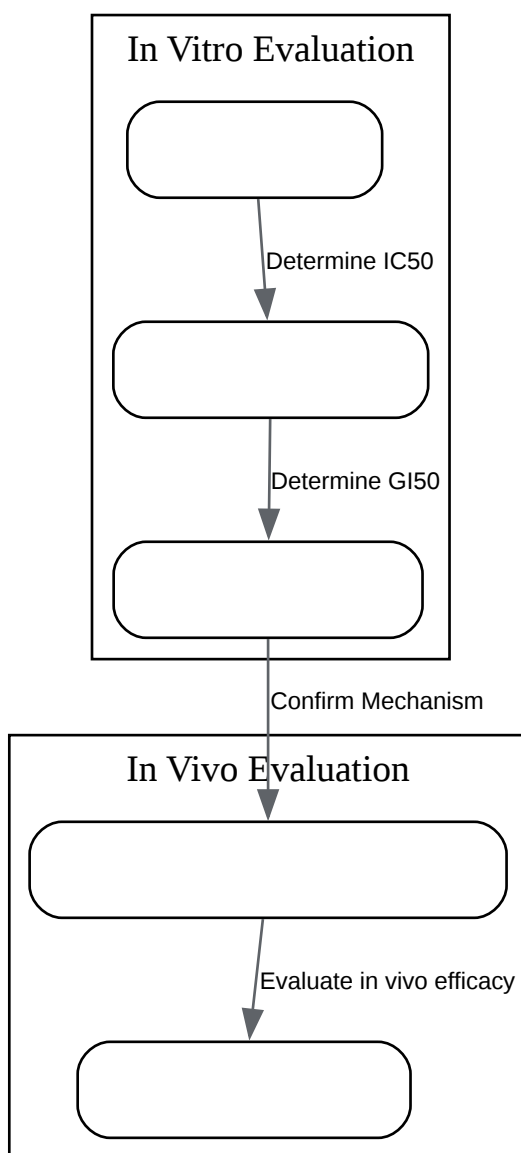 In Vitro Evaluation
Determine IC50
Determine GI50
Confirm Mechanism
In Vivo Evaluation
Evaluate in vivo efficacy